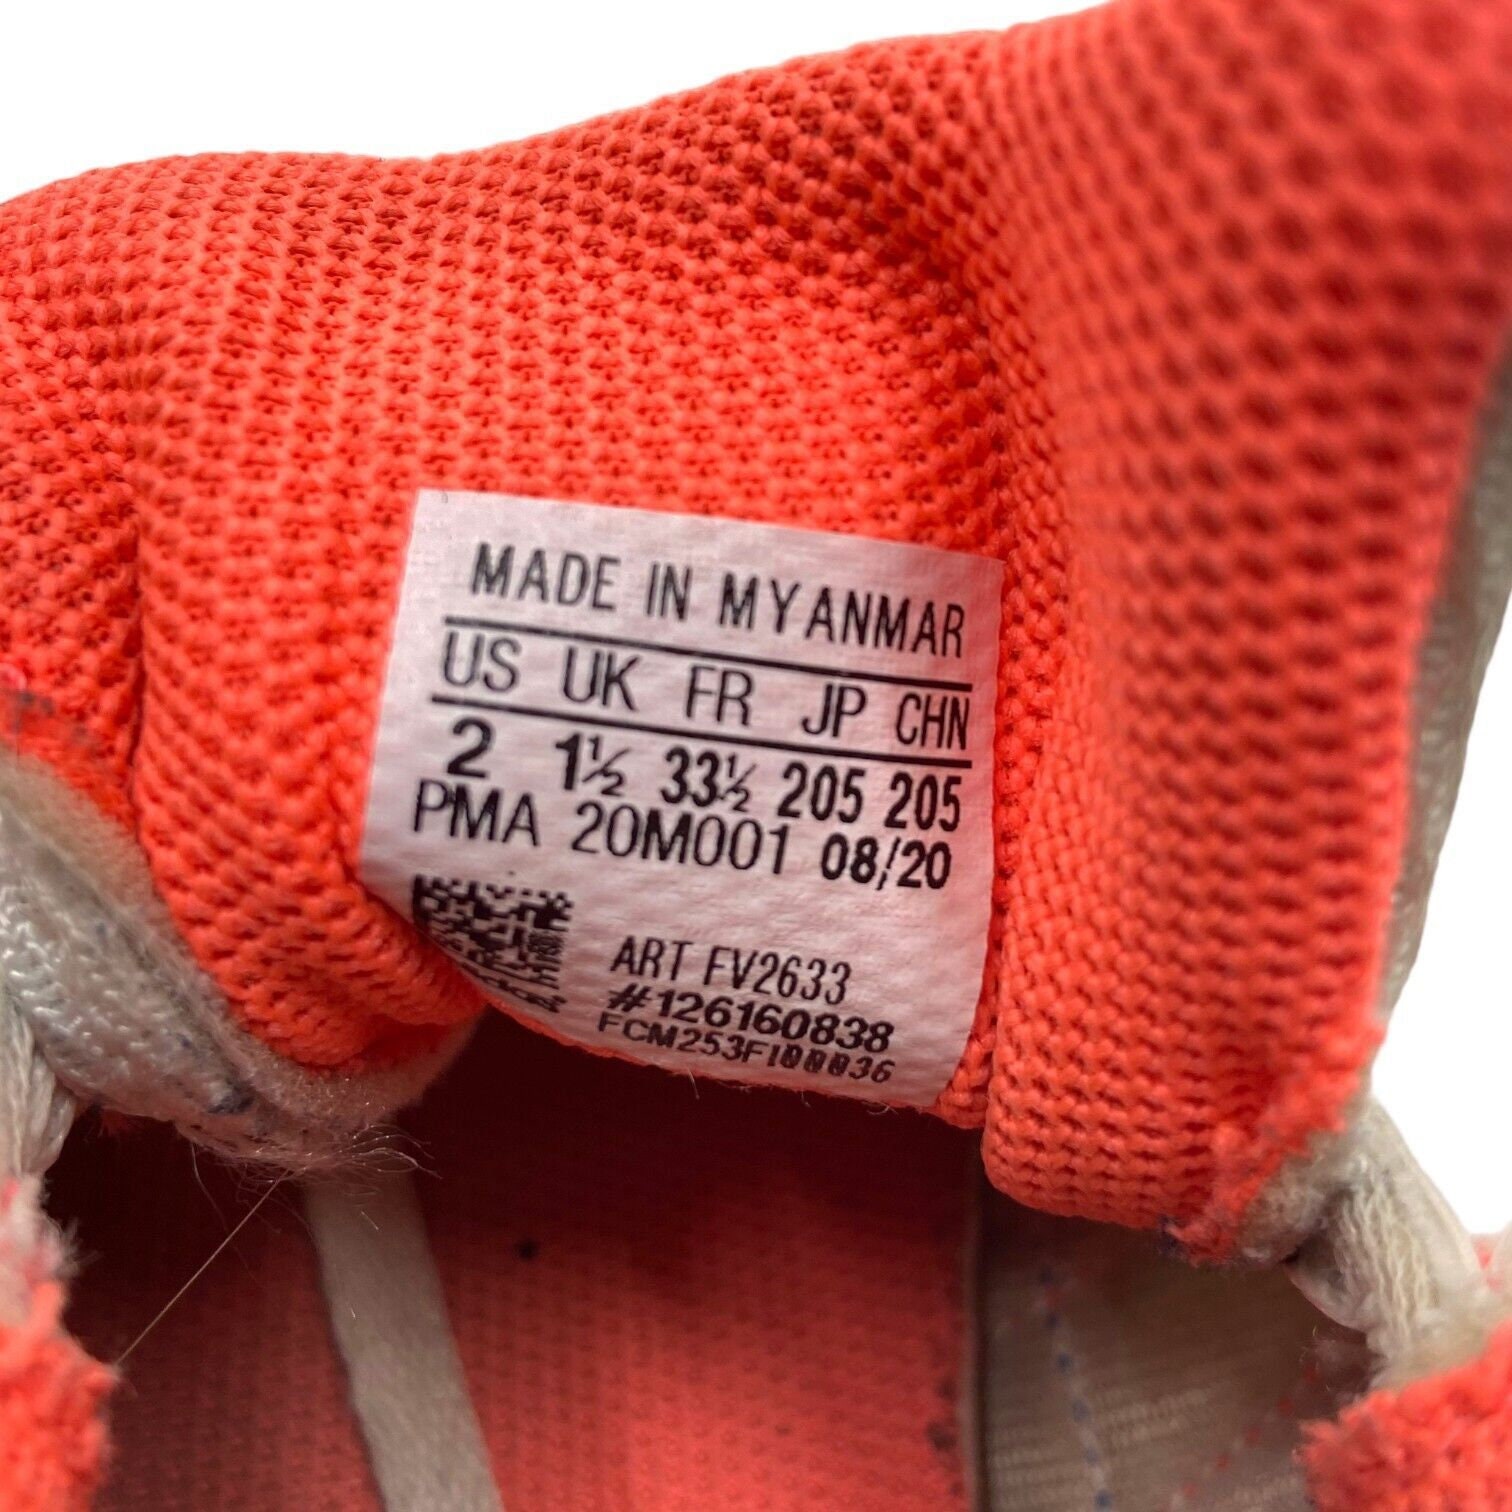 MADE IN MYANMAR
US UK FR JP CHN
2 1½ 33½ 205 205
PMA 20M001 08/20
ART FV2633
#126160838
FCM253FI00036